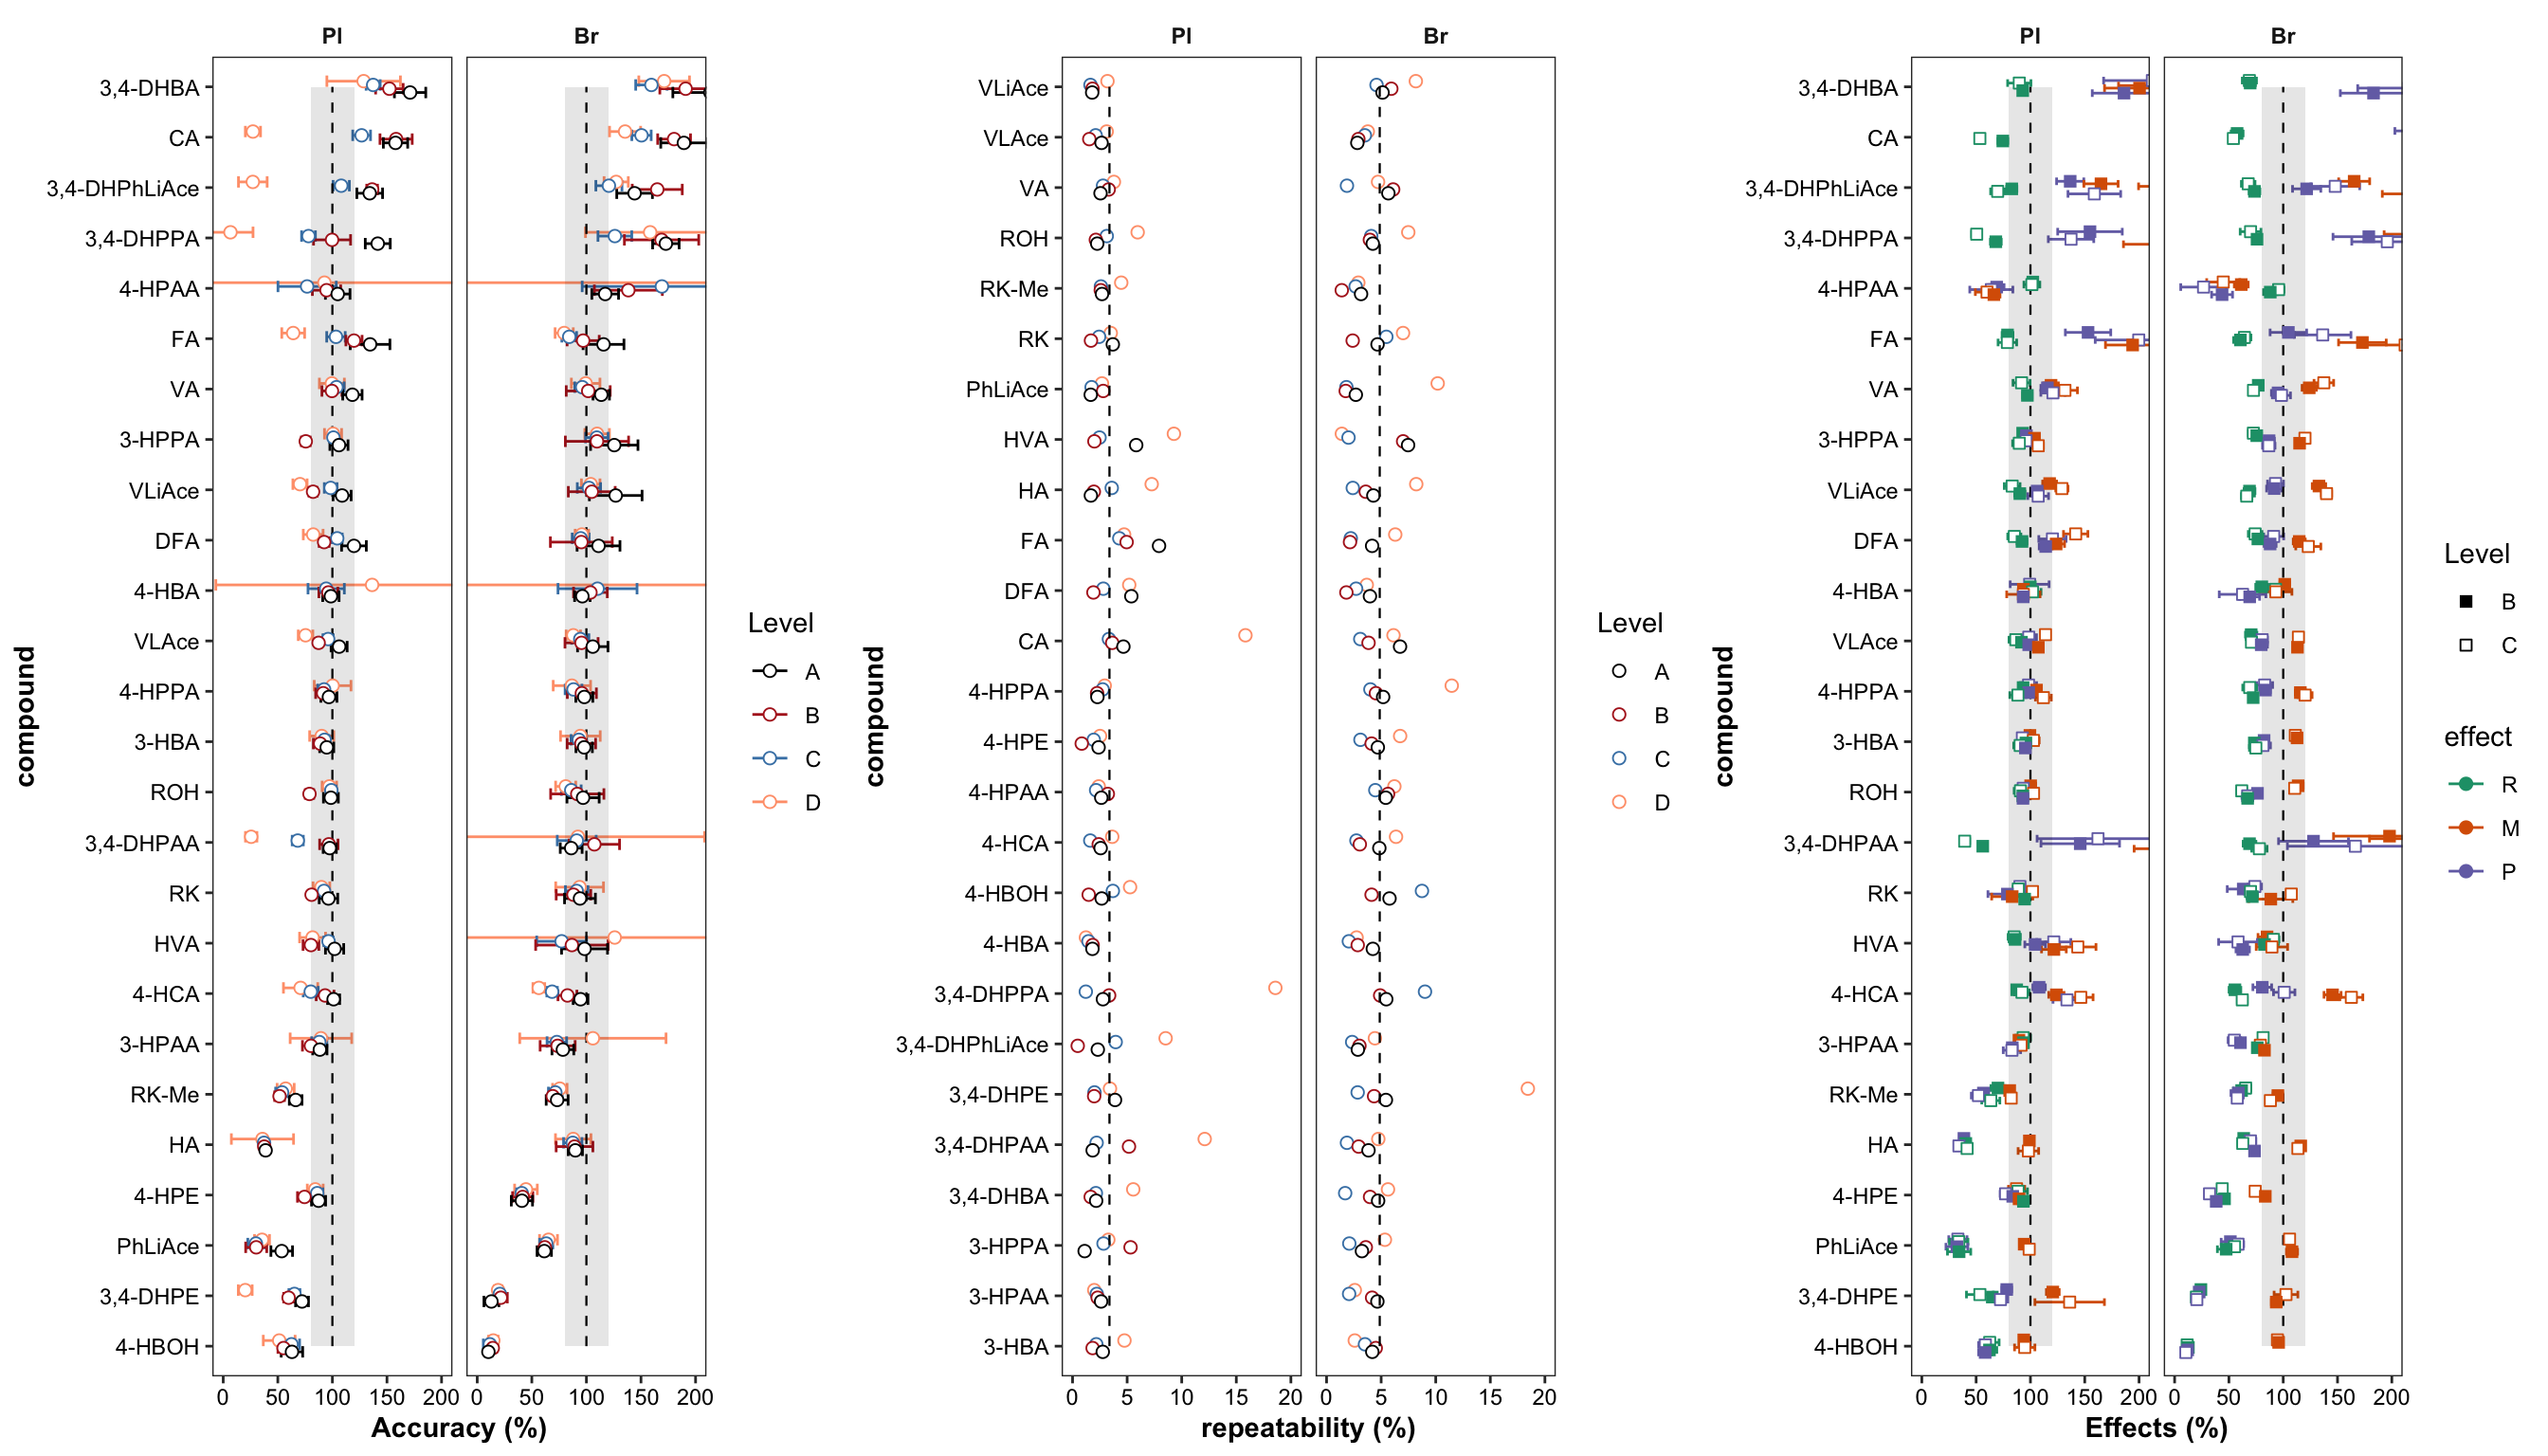 Pl
Br
3,4-DHBA
CA
3,4-DHPhLiAce
3,4-DHPPA
4-HPAA
FA
VA
3-HPPA
VLiAce
DFA
4-HBA
VLAce
4-HPPA
3-HBA
ROH
3,4-DHPAA
RK
HVA
4-HCA
3-HPAA
RK-Me
HA
4-HPE
PhLiAce
3,4-DHPE
4-HBOH
compound
0 50 100 150 200
0 50 100 150 200
Accuracy (%)
Level
A
B
C
D
Pl
Br
VLiAce
VLAce
VA
ROH
RK-Me
RK
PhLiAce
HVA
HA
FA
DFA
CA
4-HPPA
4-HPE
4-HPAA
4-HCA
4-HBOH
4-HBA
3,4-DHPPA
3,4-DHPhLiAce
3,4-DHPE
3,4-DHPAA
3,4-DHBA
3-HPPA
3-HPAA
3-HBA
compound
0 5 10 15 20
0 5 10 15 20
repeatability (%)
Level
A
B
C
D
Pl
Br
3,4-DHBA
CA
3,4-DHPhLiAce
3,4-DHPPA
4-HPAA
FA
VA
3-HPPA
VLiAce
DFA
4-HBA
VLAce
4-HPPA
3-HBA
ROH
3,4-DHPAA
RK
HVA
4-HCA
3-HPAA
RK-Me
HA
4-HPE
PhLiAce
3,4-DHPE
4-HBOH
compound
0 50 100 150 200
0 50 100 150 200
Effects (%)
Level
B
C
effect
R
M
P